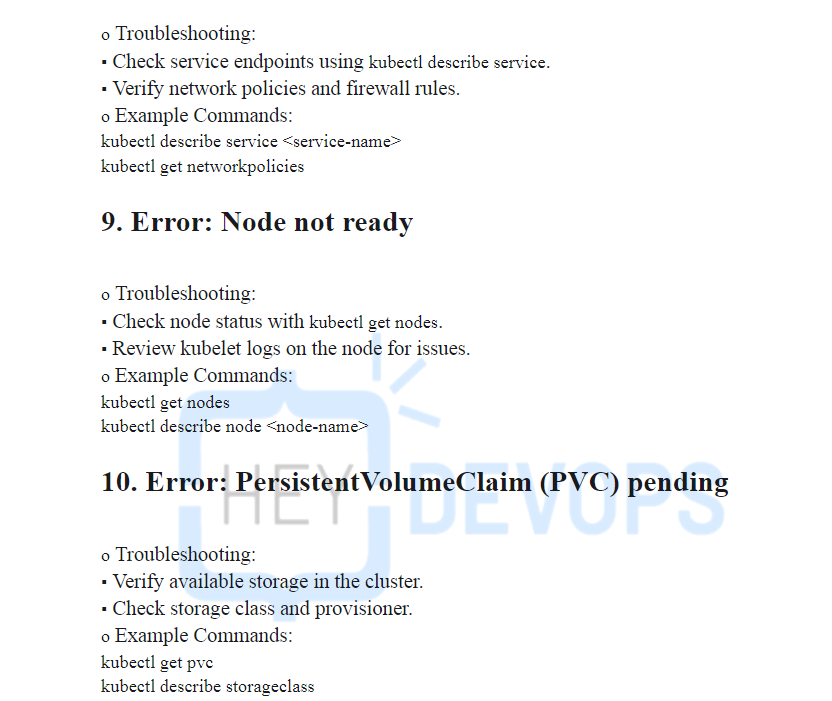 o Troubleshooting:
▪ Check service endpoints using kubectl describe service.
▪ Verify network policies and firewall rules.
o Example Commands:
kubectl describe service <service-name>
kubectl get networkpolicies
9. Error: Node not ready
o Troubleshooting:
▪ Check node status with kubectl get nodes.
▪ Review kubelet logs on the node for issues.
o Example Commands:
kubectl get nodes
kubectl describe node <node-name>
10. Error: PersistentVolumeClaim (PVC) pending
HEY DEVOPS
o Troubleshooting:
▪ Verify available storage in the cluster.
▪ Check storage class and provisioner.
o Example Commands:
kubectl get pvc
kubectl describe storageclass